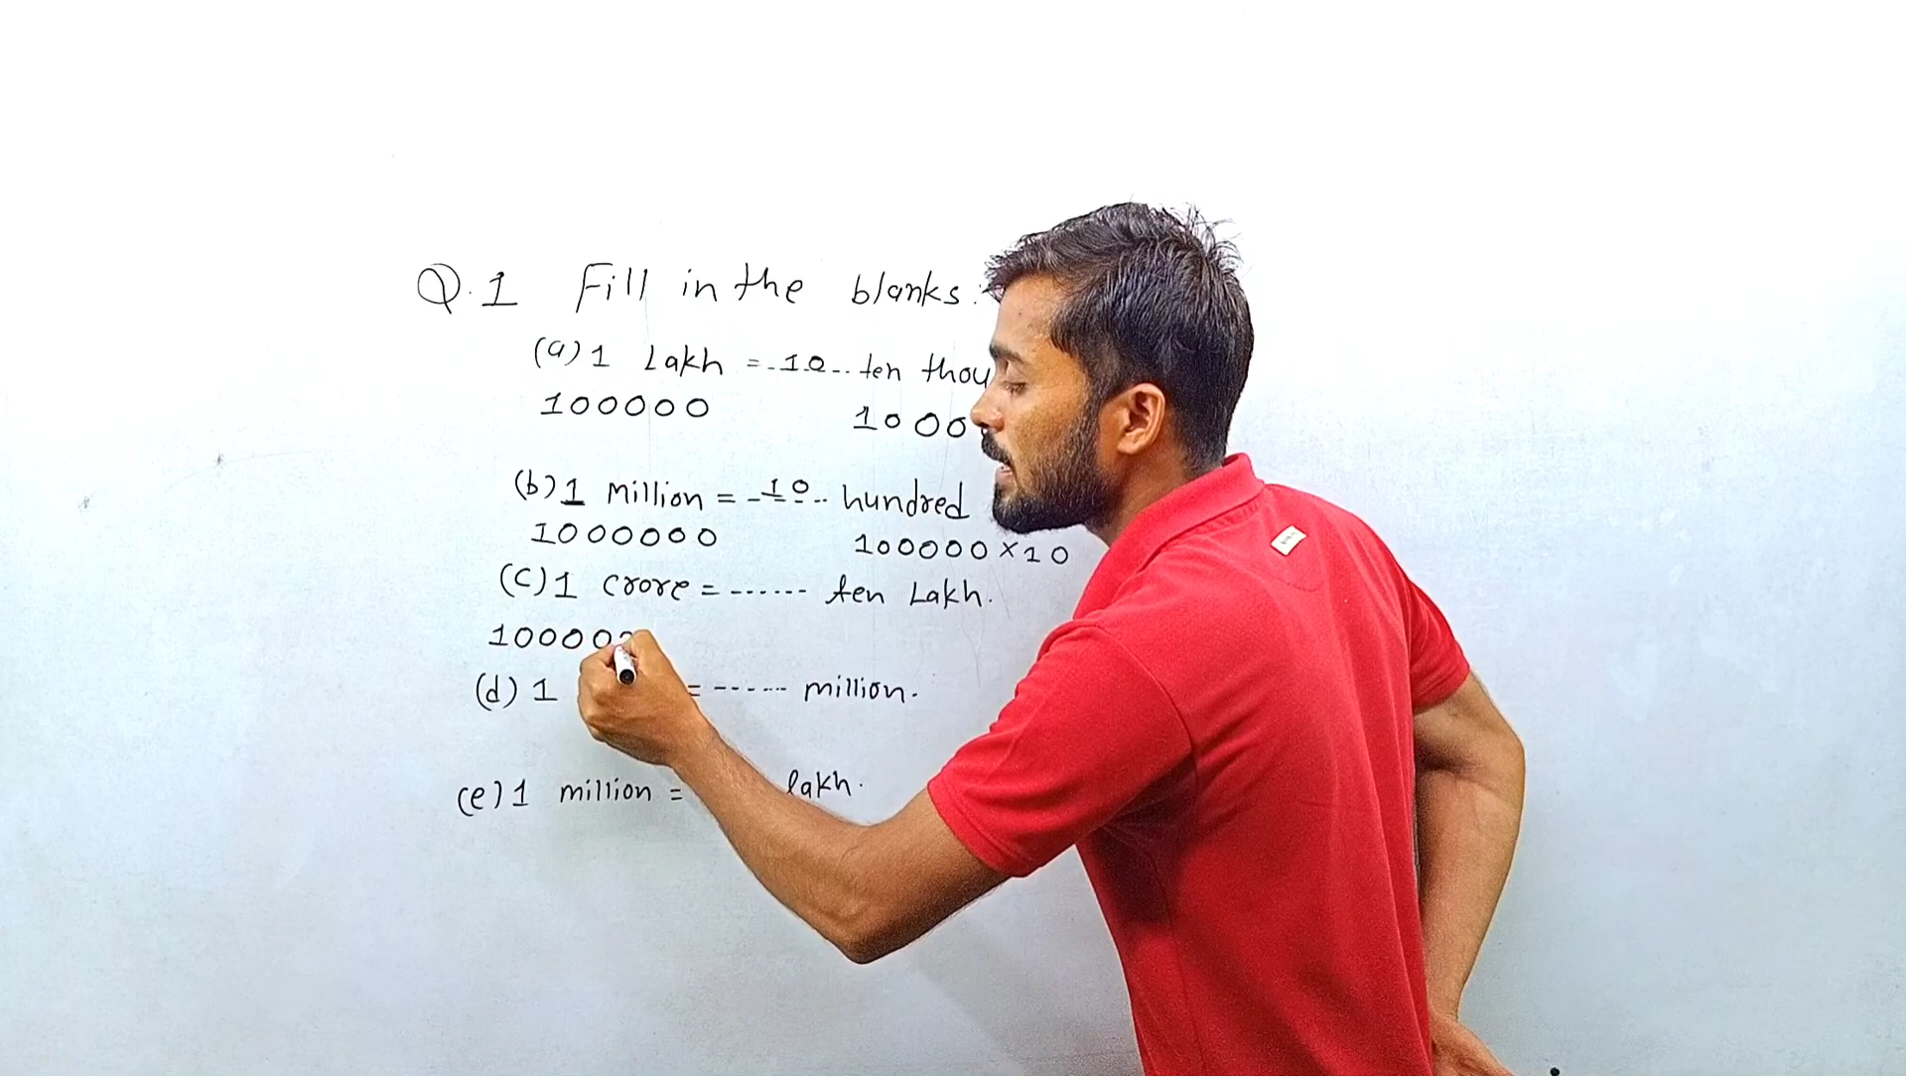 Q.1 Fill in the blanks:
(a) 1 Lakh = -10-- ten thou
100000 1000
(b) 1 million = -10-- hundred
1000000 100000×10
(c) 1 crore = ------ ten Lakh.
10000
(d) 1 = ------ million.
(e) 1 million = lakh.